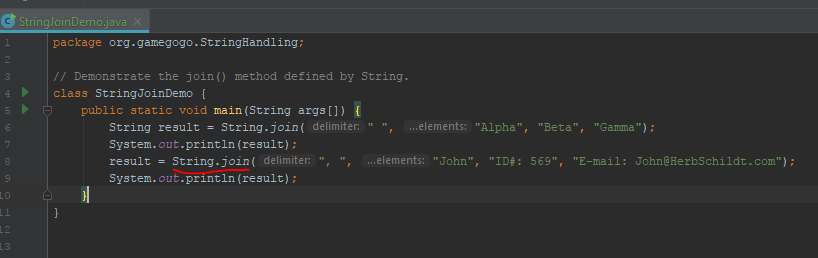 StringJoinDemo.java
1 package org.gamegogo.StringHandling;
2
3 // Demonstrate the join() method defined by String.
4 class StringJoinDemo {
5 public static void main(String args[]) {
6 String result = String.join( delimiter: " ", ...elements: "Alpha", "Beta", "Gamma");
7 System.out.println(result);
8 result = String.join( delimiter: ", ", ...elements: "John", "ID#: 569", "E-mail: John@HerbSchildt.com");
9 System.out.println(result);
10 }
11 }
12
13